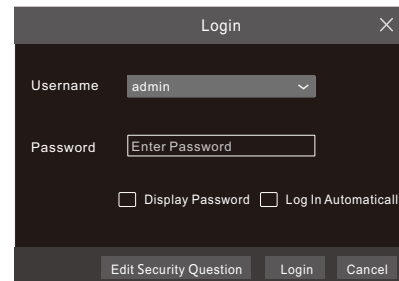 Login
Username admin
Password Enter Password
Display Password Log In Automaticall
Edit Security Question Login Cancel